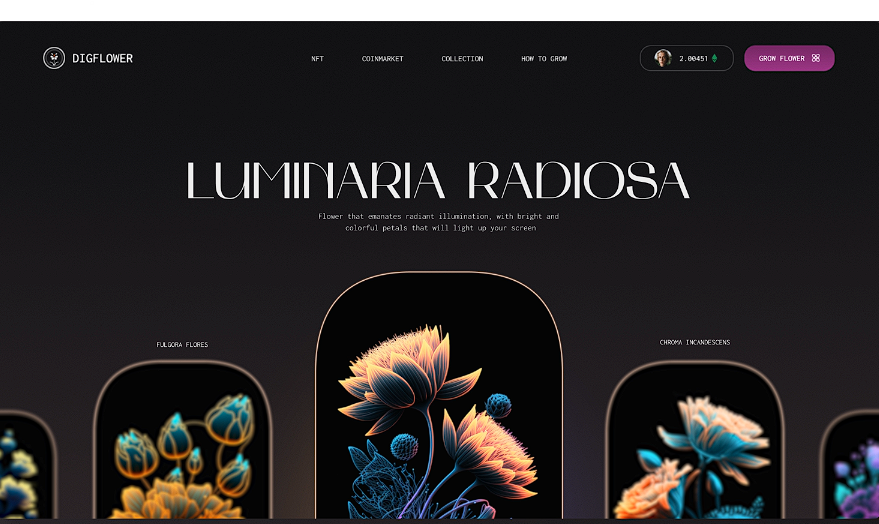 DIGFLOWER
NFT
COINMARKET
COLLECTION
HOW TO GROW
2.00451
GROW FLOWER
LUMINARIA RADIOSA
Flower that emanates radiant illumination, with bright and
colorful petals that will light up your screen
FULGORA FLORES
CHROMA INCANDESCENS